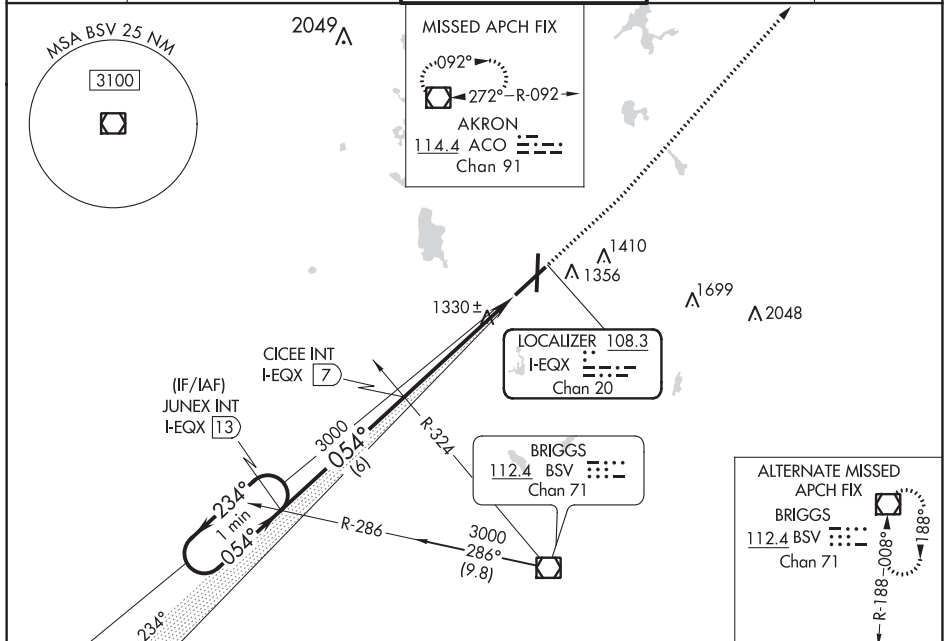 MSA BSV 25 NM
3100
2049
MISSED APCH FIX
092°
272°
R-092
AKRON
114.4 ACO
Chan 91
1410
1356
1699
2048
1330 ±
LOCALIZER 108.3
I-EQX
Chan 20
CICEE INT
I-EQX 7
(IF/IAF)
JUNEX INT
I-EQX 13
3000
054°
(6)
R-324
BRIGGS
112.4 BSV
Chan 71
234°
1 min
054°
R-286
3000
286°
(9.8)
234°
ALTERNATE MISSED
APCH FIX
BRIGGS
112.4 BSV
Chan 71
R-188
008°
188°